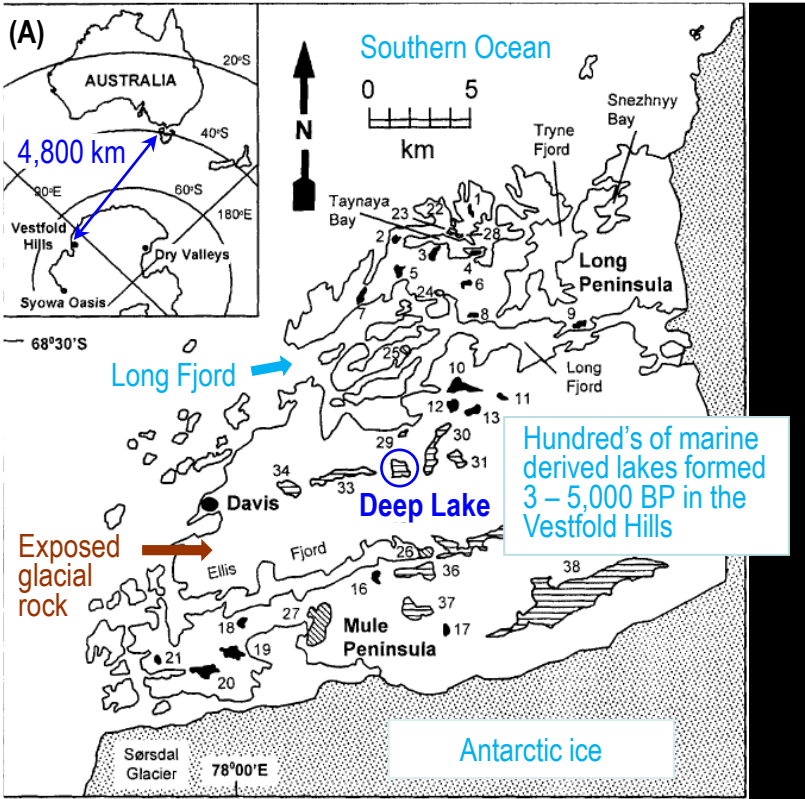 (A)
Southern Ocean
20°S
AUSTRALIA
0 5
km
N
40°S
4,800 km
90°E
60°S
180°E
Vestfold
Hills
Dry Valleys
Syowa Oasis
Snezhnyy
Bay
Tryne
Fjord
Taynaya
Bay
1
22
23
2
28
3
4
5
6
Long
Peninsula
24
7
8
9
68⁰30'S
25
Long Fjord
Long
Fjord
10
11
12
13
29
30
31
Hundred's of marine
derived lakes formed
3 – 5,000 BP in the
Vestfold Hills
34
33
Deep Lake
Davis
Exposed
glacial
rock
Ellis
Fjord
26
36
38
16
37
27
18
Mule
Peninsula
17
19
21
20
Antarctic ice
Sørsdal
Glacier
78⁰00'E